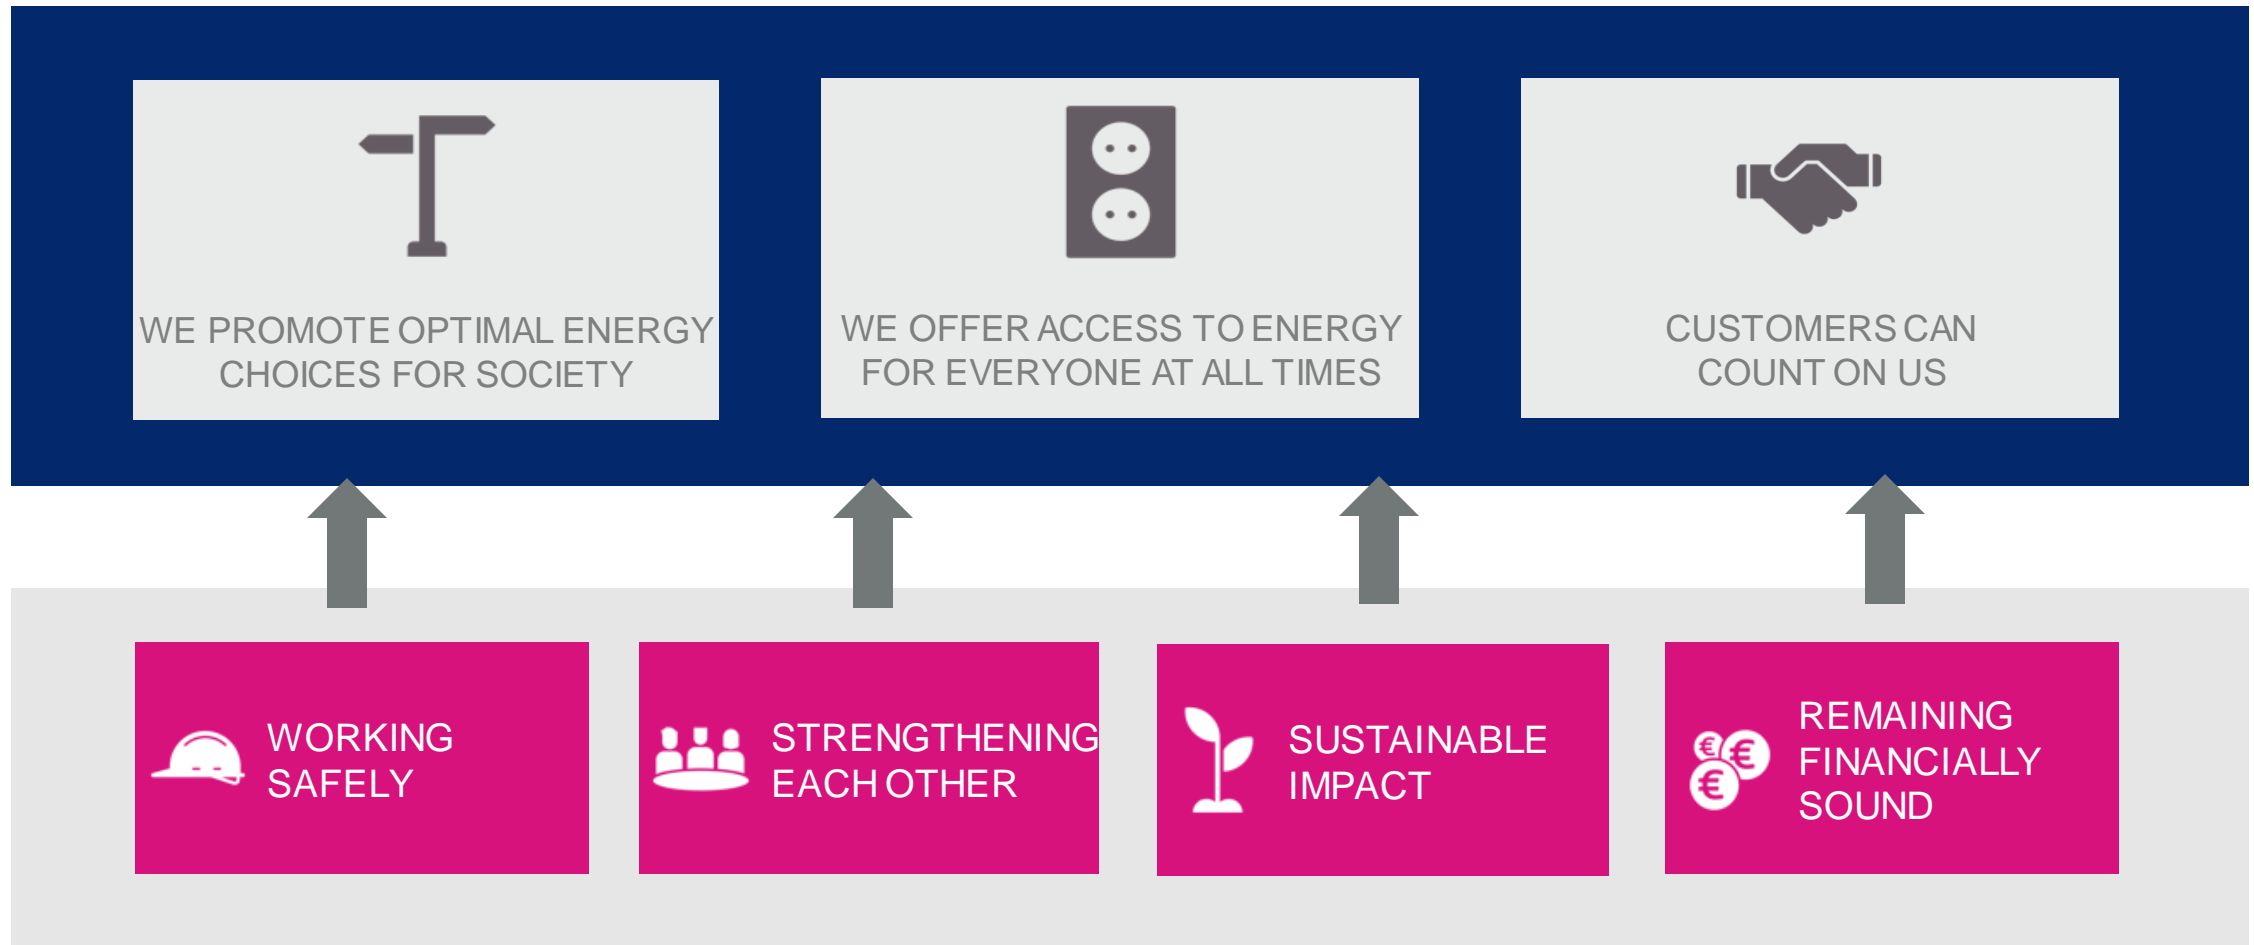 WE PROMOTE OPTIMAL ENERGY
CHOICES FOR SOCIETY
WE OFFER ACCESS TO ENERGY
FOR EVERYONE AT ALL TIMES
CUSTOMERS CAN
COUNT ON US
WORKING
SAFELY
STRENGTHENING
EACH OTHER
SUSTAINABLE
IMPACT
€ €
€
REMAINING
FINANCIALLY
SOUND